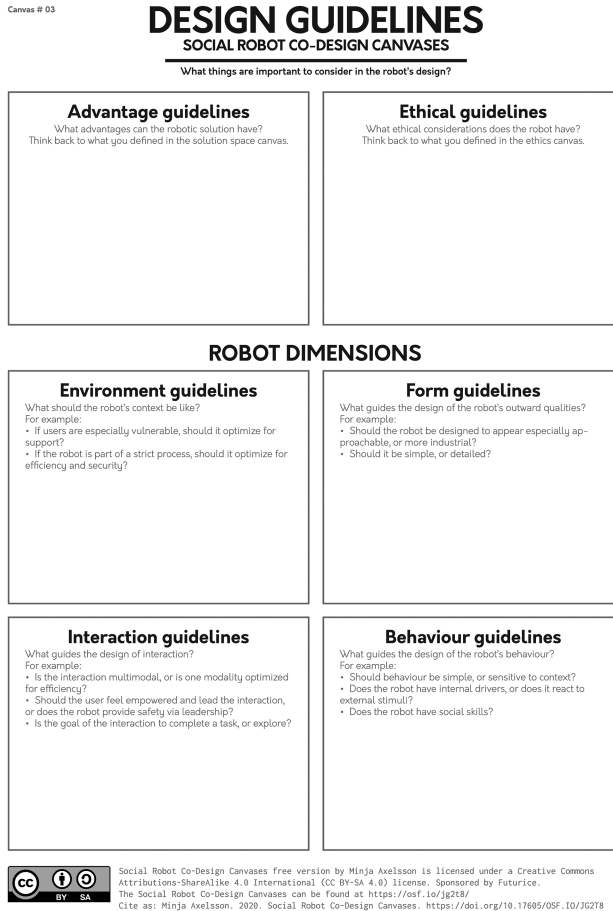 Canvas # 03
DESIGN GUIDELINES
SOCIAL ROBOT CO-DESIGN CANVASES
What things are important to consider in the robot's design?
Advantage guidelines
What advantages can the robotic solution have?
Think back to what you defined in the solution space canvas.
Ethical guidelines
What ethical considerations does the robot have?
Think back to what you defined in the ethics canvas.
ROBOT DIMENSIONS
Environment guidelines
What should the robot's context be like?
For example:
• If users are especially vulnerable, should it optimize for
support?
• If the robot is part of a strict process, should it optimize for
efficiency and security?
Form guidelines
What guides the design of the robot's outward qualities?
For example:
• Should the robot be designed to appear especially ap-
proachable, or more industrial?
• Should it be simple, or detailed?
Interaction guidelines
What guides the design of interaction?
For example:
• Is the interaction multimodal, or is one modality optimized
for efficiency?
• Should the user feel empowered and lead the interaction,
or does the robot provide safety via leadership?
• Is the goal of the interaction to complete a task, or explore?
Behaviour guidelines
What guides the design of the robot's behaviour?
For example:
• Should behaviour be simple, or sensitive to context?
• Does the robot have internal drivers, or does it react to
external stimuli?
• Does the robot have social skills?
cc
BY SA
Social Robot Co-Design Canvases free version by Minja Axelsson is licensed under a Creative Commons
Attributions-ShareAlike 4.0 International (CC BY-SA 4.0) license. Sponsored by Futurice.
The Social Robot Co-Design Canvases can be found at https://osf.io/jg2t8/
Cite as: Minja Axelsson. 2020. Social Robot Co-Design Canvases. https://doi.org/10.17605/OSF.IO/JG2T8